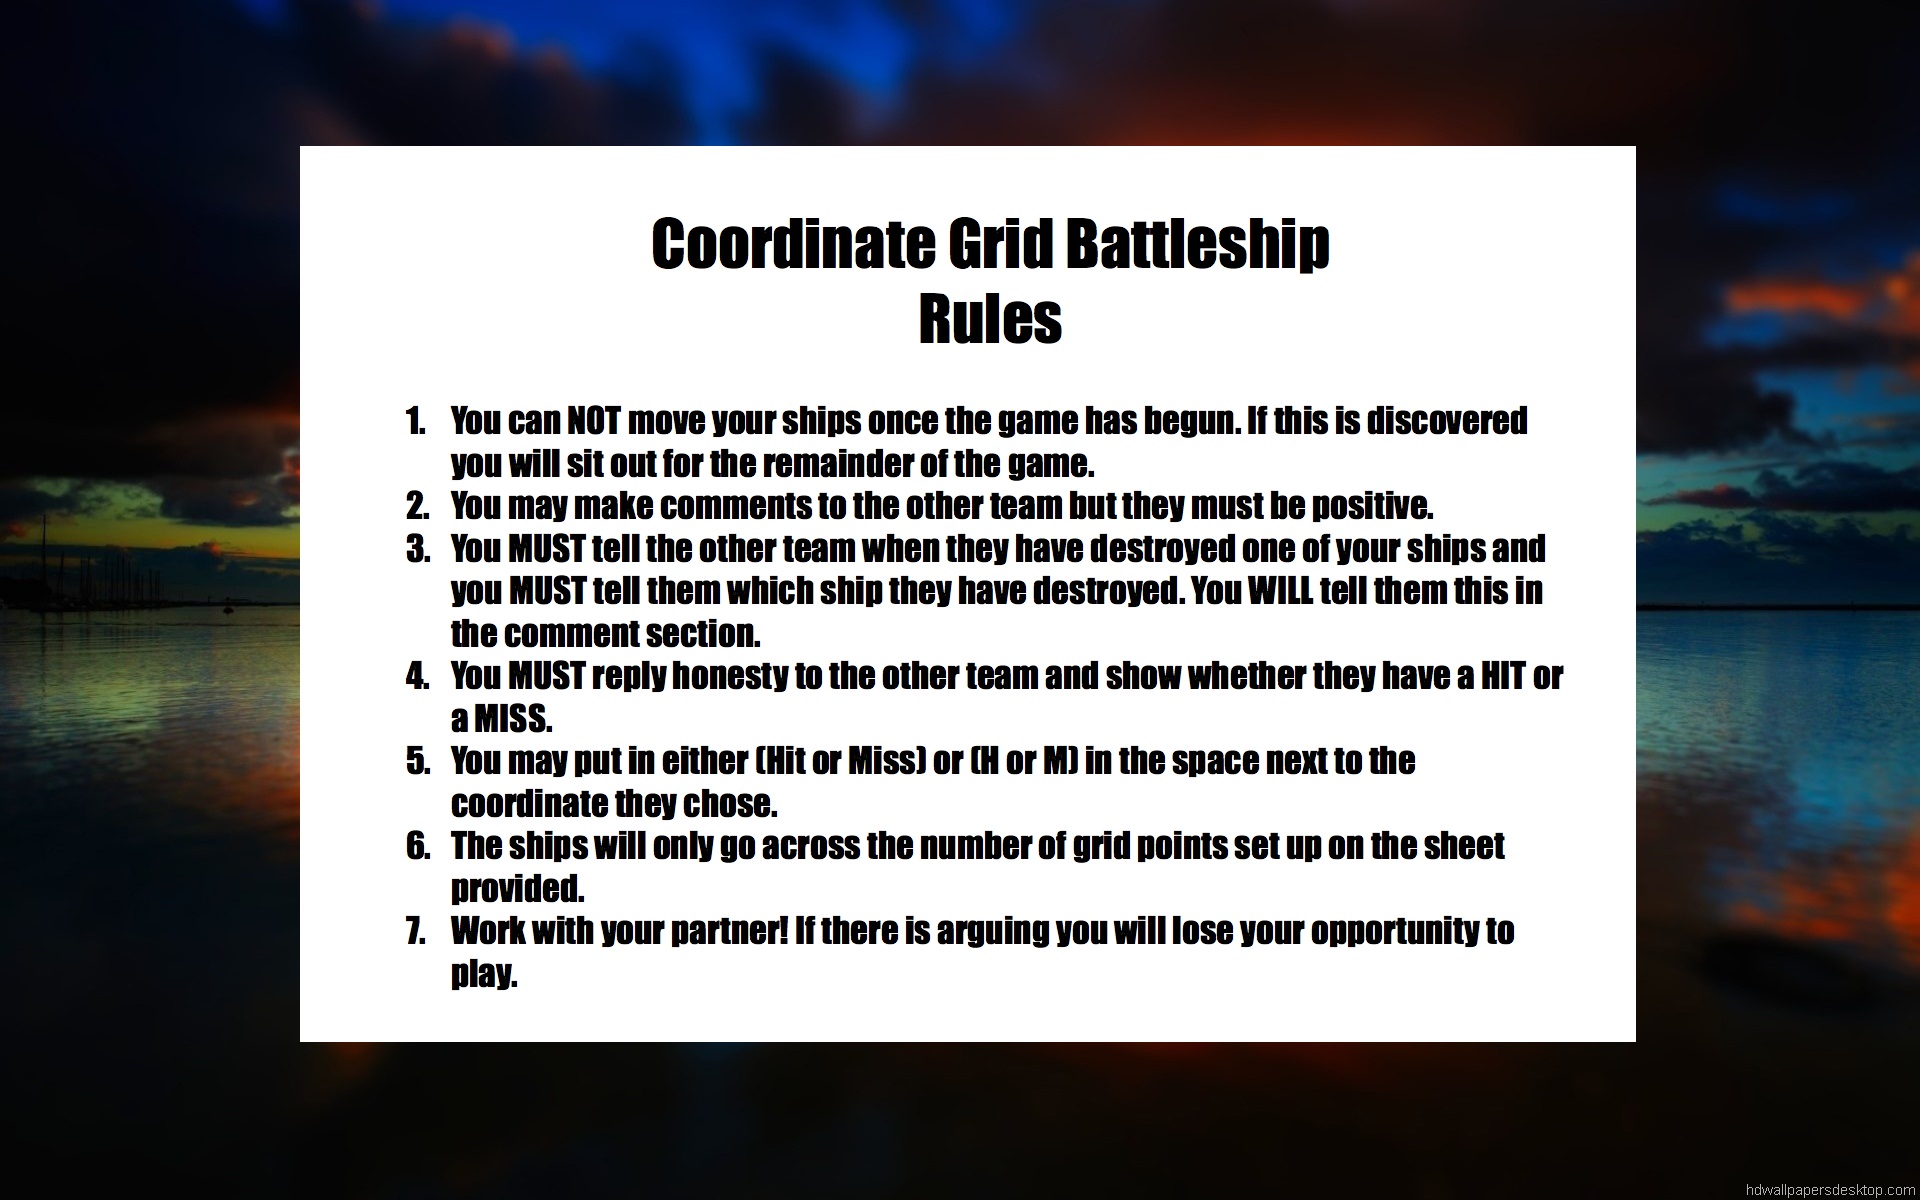 Coordinate Grid Battleship
Rules
1. You can NOT move your ships once the game has begun. If this is discovered
you will sit out for the remainder of the game.
2. You may make comments to the other team but they must be positive.
3. You MUST tell the other team when they have destroyed one of your ships and
you MUST tell them which ship they have destroyed. You WILL tell them this in
the comment section.
4. You MUST reply honesty to the other team and show whether they have a HIT or
a MISS.
5. You may put in either (Hit or Miss) or (H or M) in the space next to the
coordinate they chose.
6. The ships will only go across the number of grid points set up on the sheet
provided.
7. Work with your partner! If there is arguing you will lose your opportunity to
play.
hdwallpapersdesktop.com